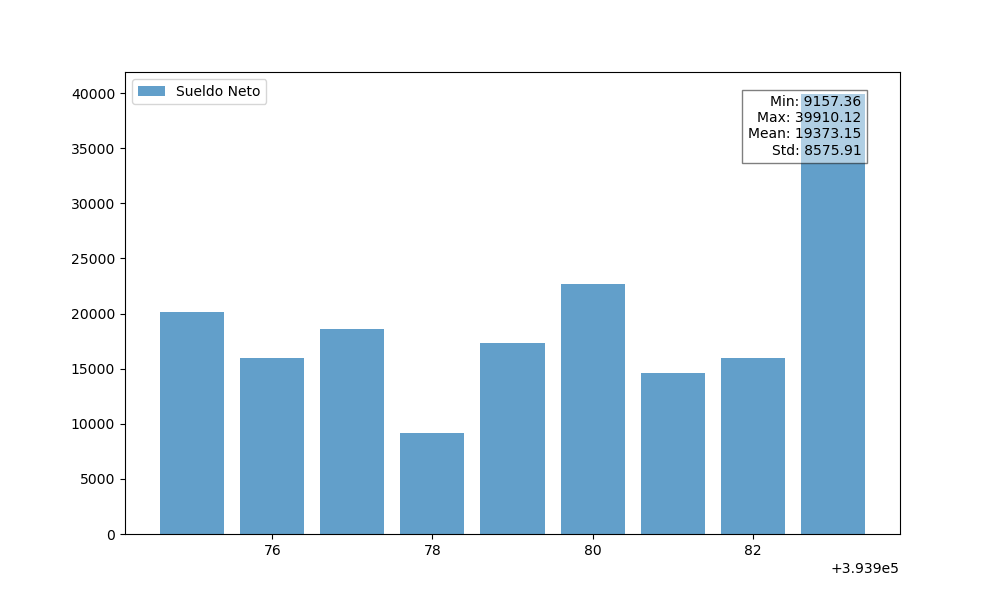 Sueldo Neto
Min: 9157.36
Max: 39910.12
Mean: 19373.15
Std: 8575.91
40000
35000
30000
25000
20000
15000
10000
5000
0
76 78 80 82
+3.939e5